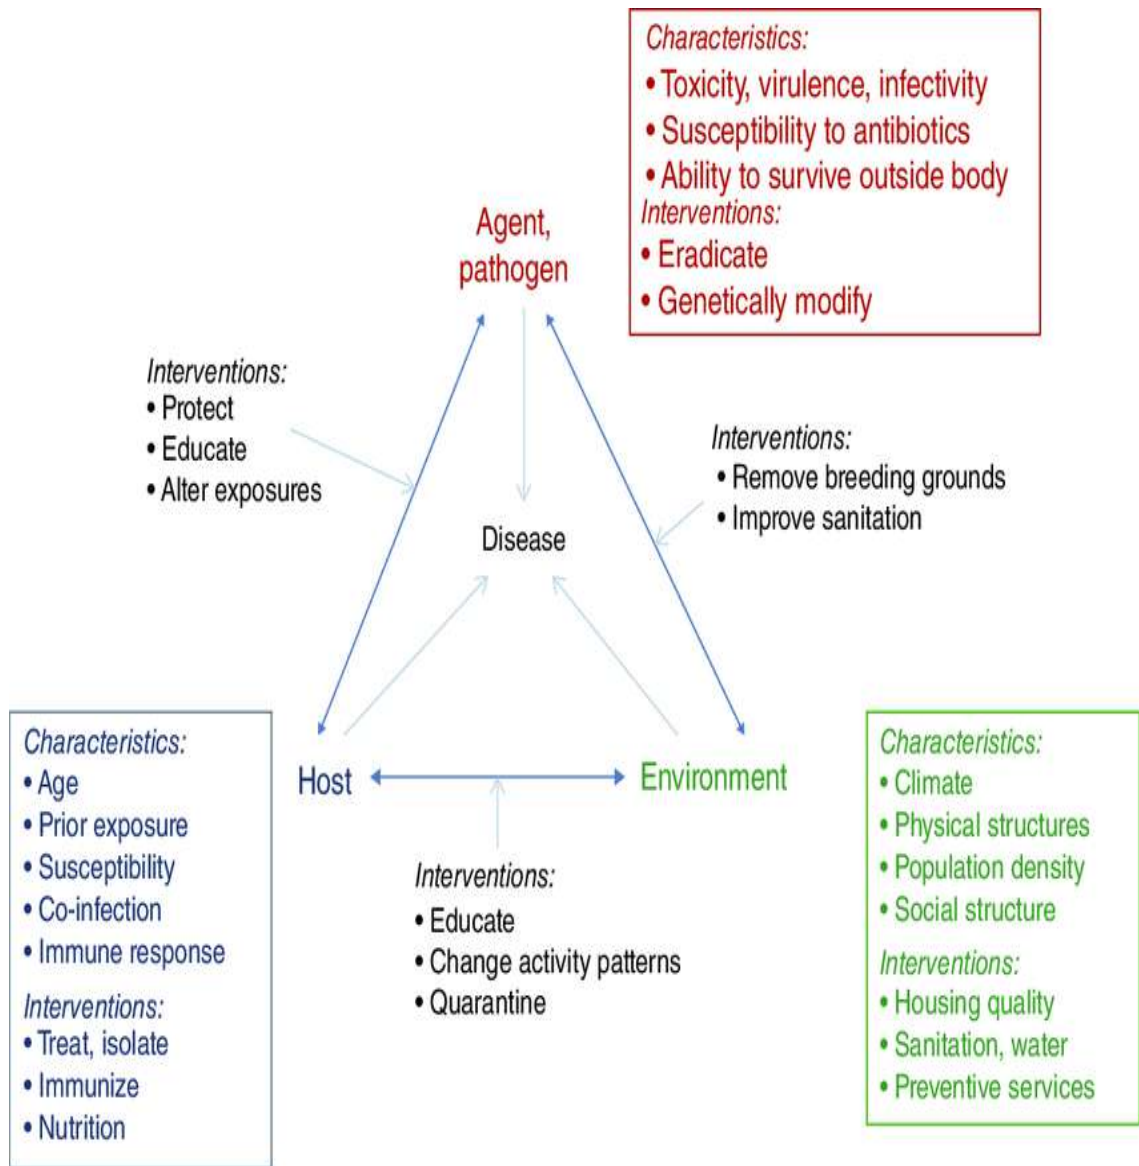 Characteristics:
• Toxicity, virulence, infectivity
• Susceptibility to antibiotics
• Ability to survive outside body
Interventions:
• Eradicate
• Genetically modify
Agent,
pathogen
Interventions:
• Protect
• Educate
• Alter exposures
Interventions:
• Remove breeding grounds
• Improve sanitation
Disease
Characteristics:
• Age
• Prior exposure
• Susceptibility
• Co-infection
• Immune response
Interventions:
• Treat, isolate
• Immunize
• Nutrition
Host
Environment
Interventions:
• Educate
• Change activity patterns
• Quarantine
Characteristics:
• Climate
• Physical structures
• Population density
• Social structure
Interventions:
• Housing quality
• Sanitation, water
• Preventive services